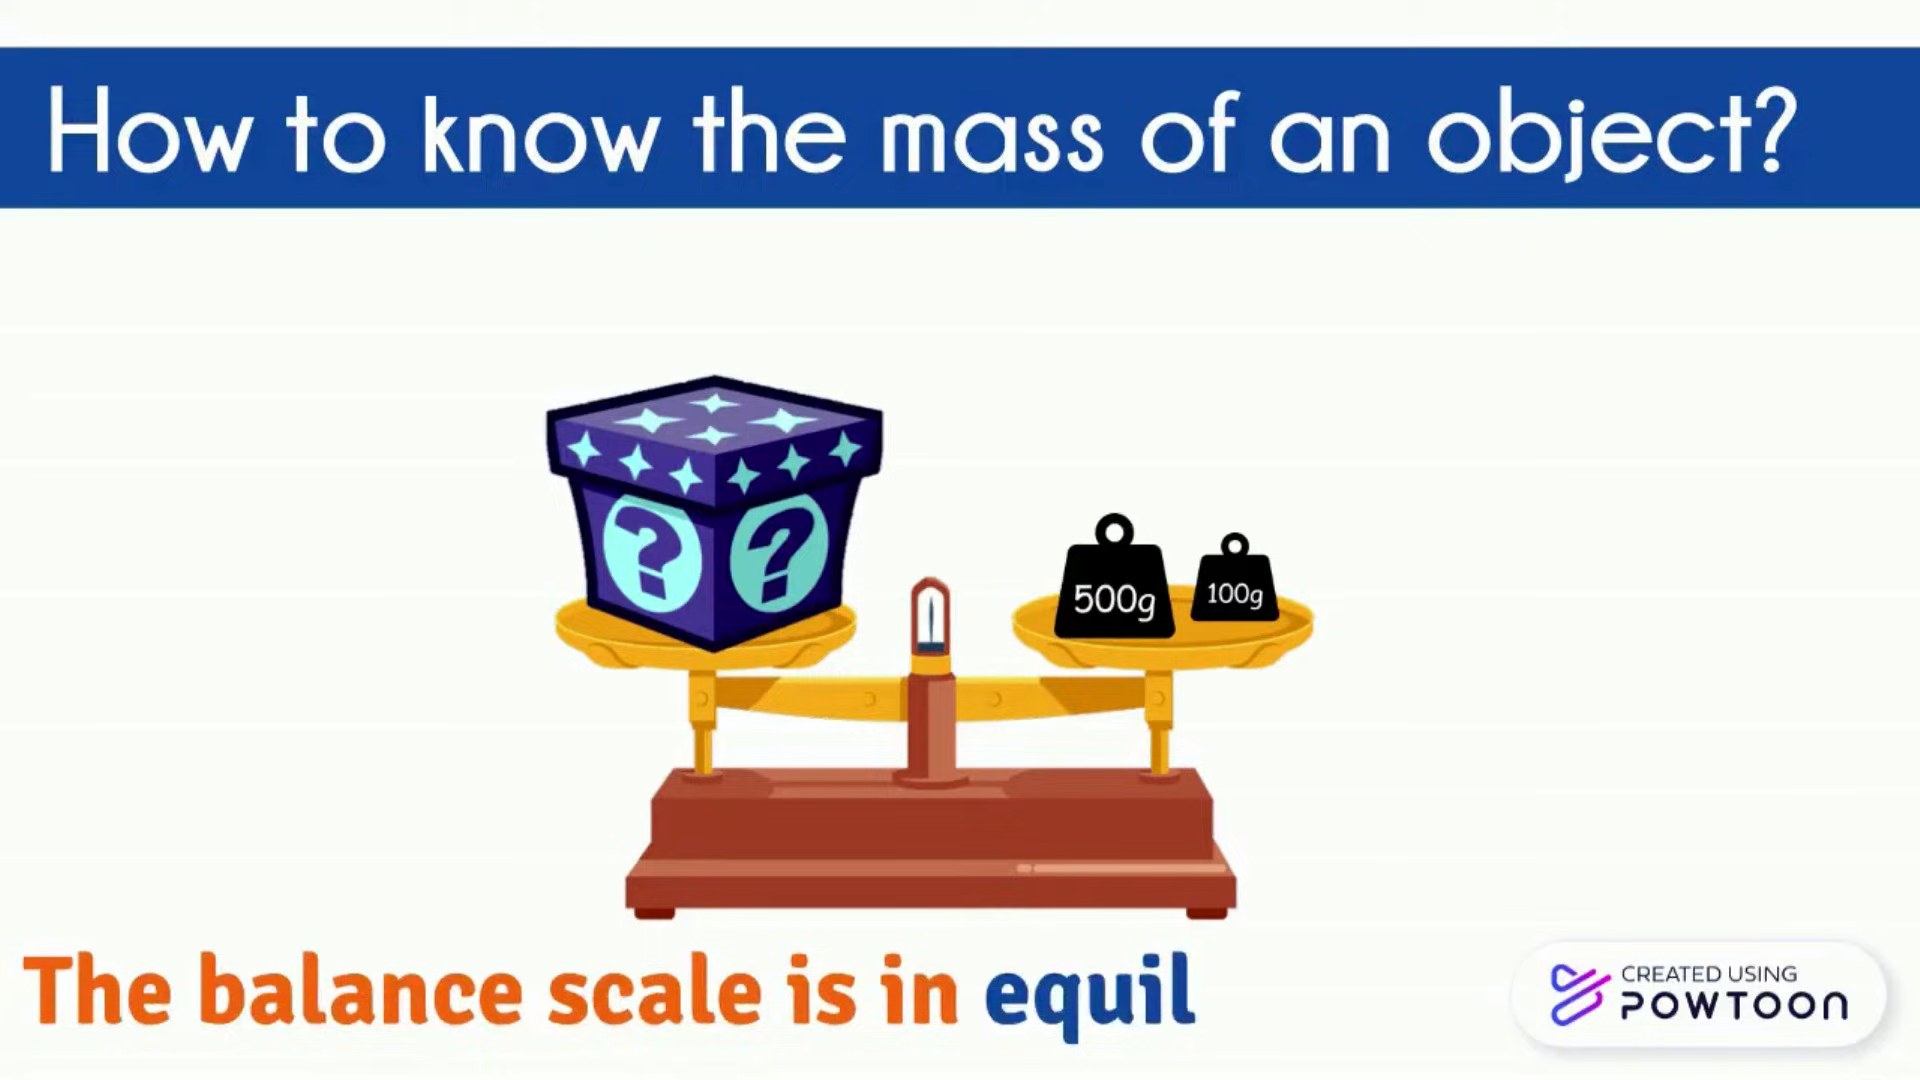 How to know the mass of an object?
? ?
500g 100g
The balance scale is in equil
CREATED USING
POWTOON